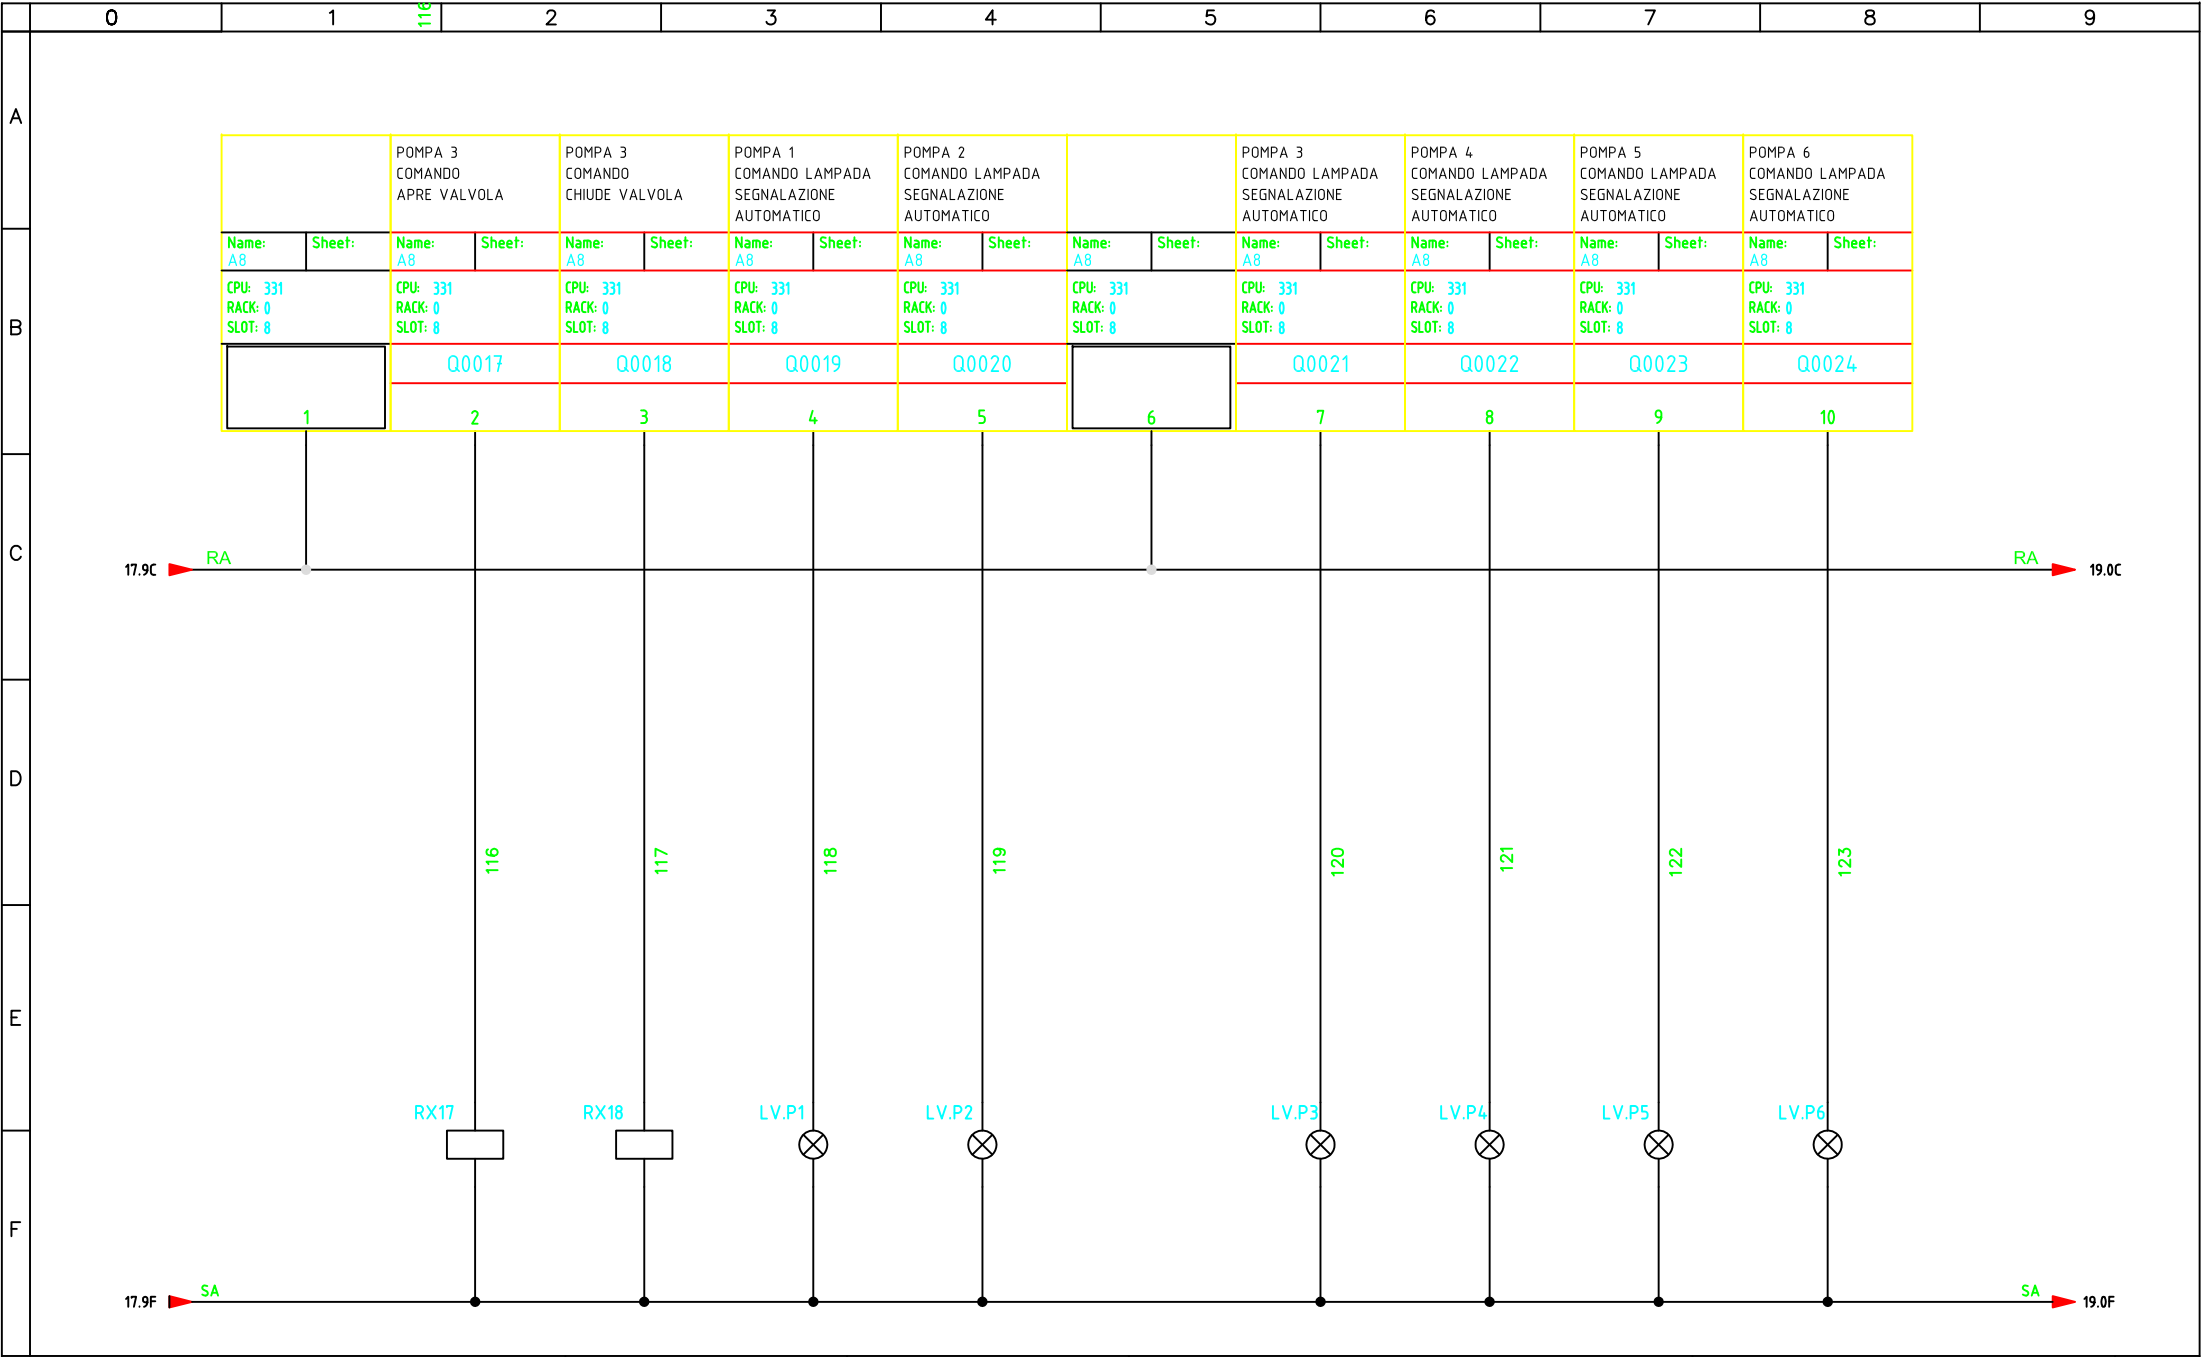 0 1 2 3 4 5 6 7 8 9
116
A
POMPA 3
COMANDO
APRE VALVOLA
POMPA 3
COMANDO
CHIUDE VALVOLA
POMPA 1
COMANDO LAMPADA
SEGNALAZIONE
AUTOMATICO
POMPA 2
COMANDO LAMPADA
SEGNALAZIONE
AUTOMATICO
POMPA 3
COMANDO LAMPADA
SEGNALAZIONE
AUTOMATICO
POMPA 4
COMANDO LAMPADA
SEGNALAZIONE
AUTOMATICO
POMPA 5
COMANDO LAMPADA
SEGNALAZIONE
AUTOMATICO
POMPA 6
COMANDO LAMPADA
SEGNALAZIONE
AUTOMATICO
Name: Sheet: Name: Sheet: Name: Sheet: Name: Sheet: Name: Sheet: Name: Sheet: Name: Sheet: Name: Sheet: Name: Sheet: Name: Sheet:
A8 A8 A8 A8 A8 A8 A8 A8 A8 A8
CPU: 331 CPU: 331 CPU: 331 CPU: 331 CPU: 331 CPU: 331 CPU: 331 CPU: 331 CPU: 331 CPU: 331
RACK: 0 RACK: 0 RACK: 0 RACK: 0 RACK: 0 RACK: 0 RACK: 0 RACK: 0 RACK: 0 RACK: 0
B
SLOT: 8 SLOT: 8 SLOT: 8 SLOT: 8 SLOT: 8 SLOT: 8 SLOT: 8 SLOT: 8 SLOT: 8 SLOT: 8
Q0017 Q0018 Q0019 Q0020 Q0021 Q0022 Q0023 Q0024
1 2 3 4 5 6 7 8 9 10
C
RA RA
17.9C 19.0C
D
116 117 118 119 120 121 122 123
E
RX17 RX18 LV.P1 LV.P2 LV.P3 LV.P4 LV.P5 LV.P6
F
SA SA
17.9F 19.0F